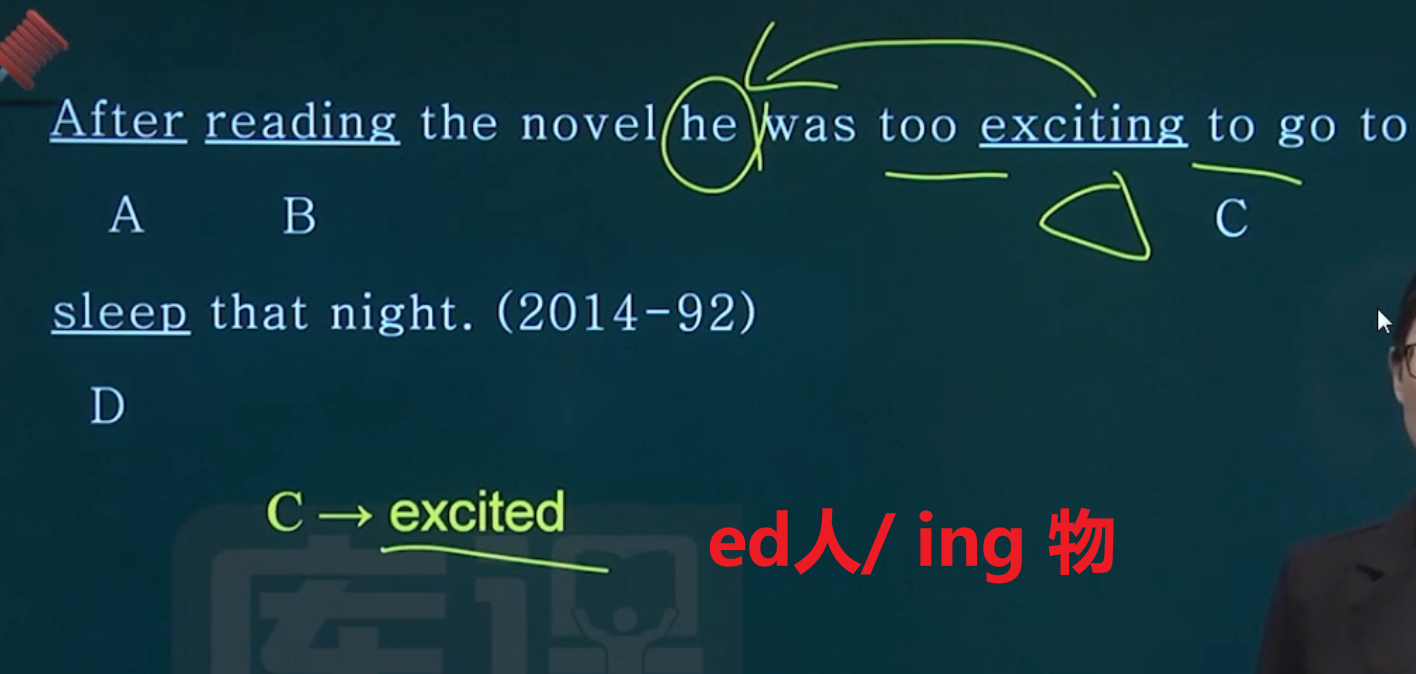 After reading the novel he was too exciting to go to
A B C
sleep that night. (2014-92)
D
C → excited
ed人/ ing 物